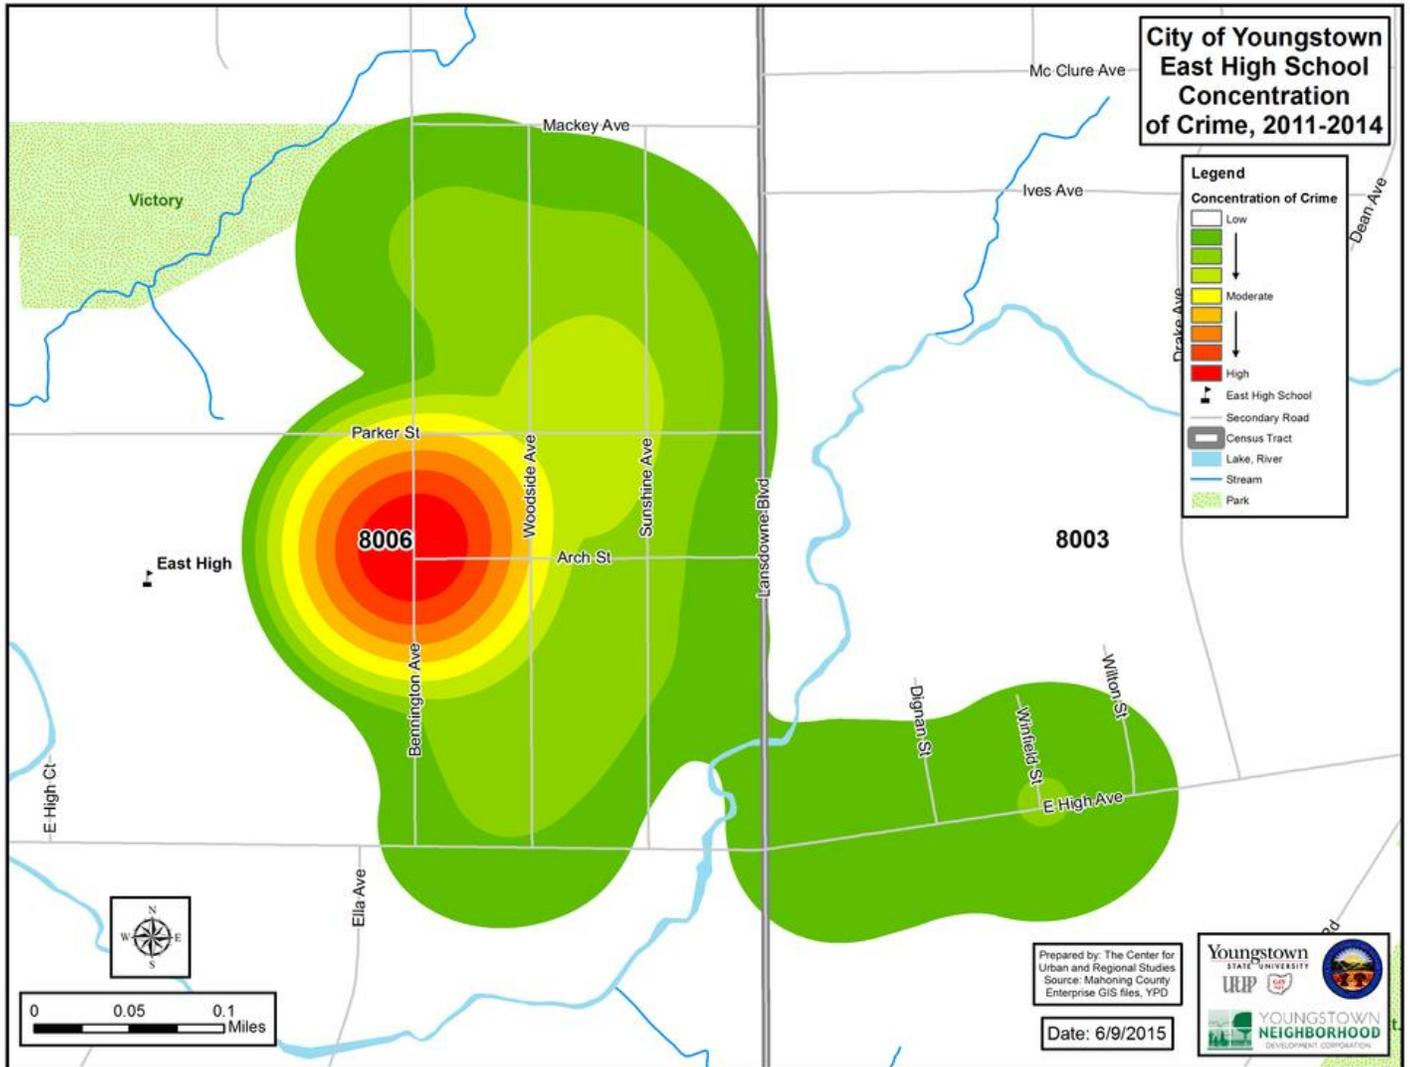 City of Youngstown
East High School
Concentration
of Crime, 2011-2014
Mc Clure Ave
Mackey Ave
Ives Ave
Dean Ave
Drake Ave
Victory
Legend
Concentration of Crime
Low
Moderate
High
East High School
Secondary Road
Census Tract
Lake, River
Stream
Park
Parker St
Woodside Ave
Sunshine Ave
Lansdowne Blvd
8006
8003
Arch St
East High
Bennington Ave
Dignan St
Winfield St
Wilton St
E High Ave
E High Ct
Ella Ave
Rd
N
W E
S
0 0.05 0.1
Miles
Prepared by: The Center for
Urban and Regional Studies
Source: Mahoning County
Enterprise GIS files, YPD
Date: 6/9/2015
Youngstown
STATE UNIVERSITY
YOUNGSTOWN
NEIGHBORHOOD
DEVELOPMENT CORPORATION